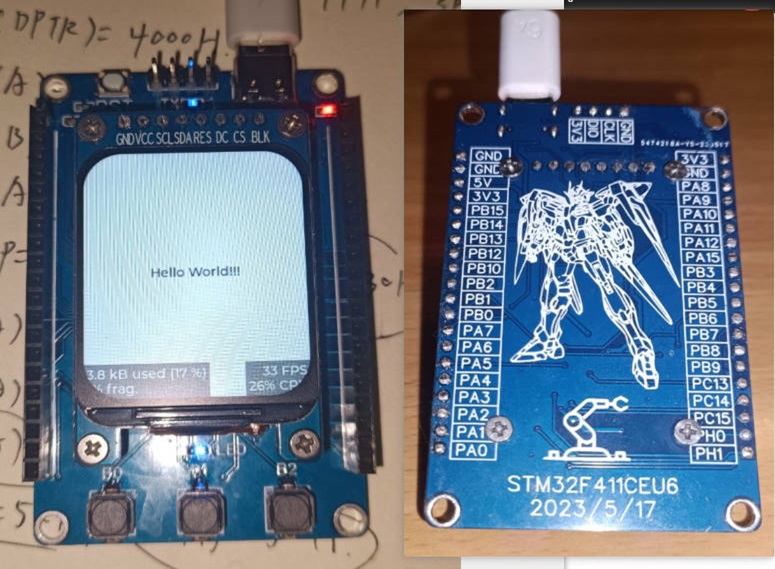 DPTR) = 4000H
GND VCC SCL SDA RES DC CS BLK
Hello World!!!
3.8 kB used (17 %)
% frag.
33 FPS
26% CP
B0
B2
3V3
DIO
CLK
GND
GND
GND
5V
3V3
PB15
PB14
PB13
PB12
PB10
PB2
PB1
PB0
PA7
PA6
PA5
PA4
PA3
PA2
PA1
PA0
3V3
GND
PA8
PA9
PA10
PA11
PA12
PA15
PB3
PB4
PB5
PB6
PB7
PB8
PB9
PC13
PC14
PC15
PH0
PH1
STM32F411CEU6
2023/5/17